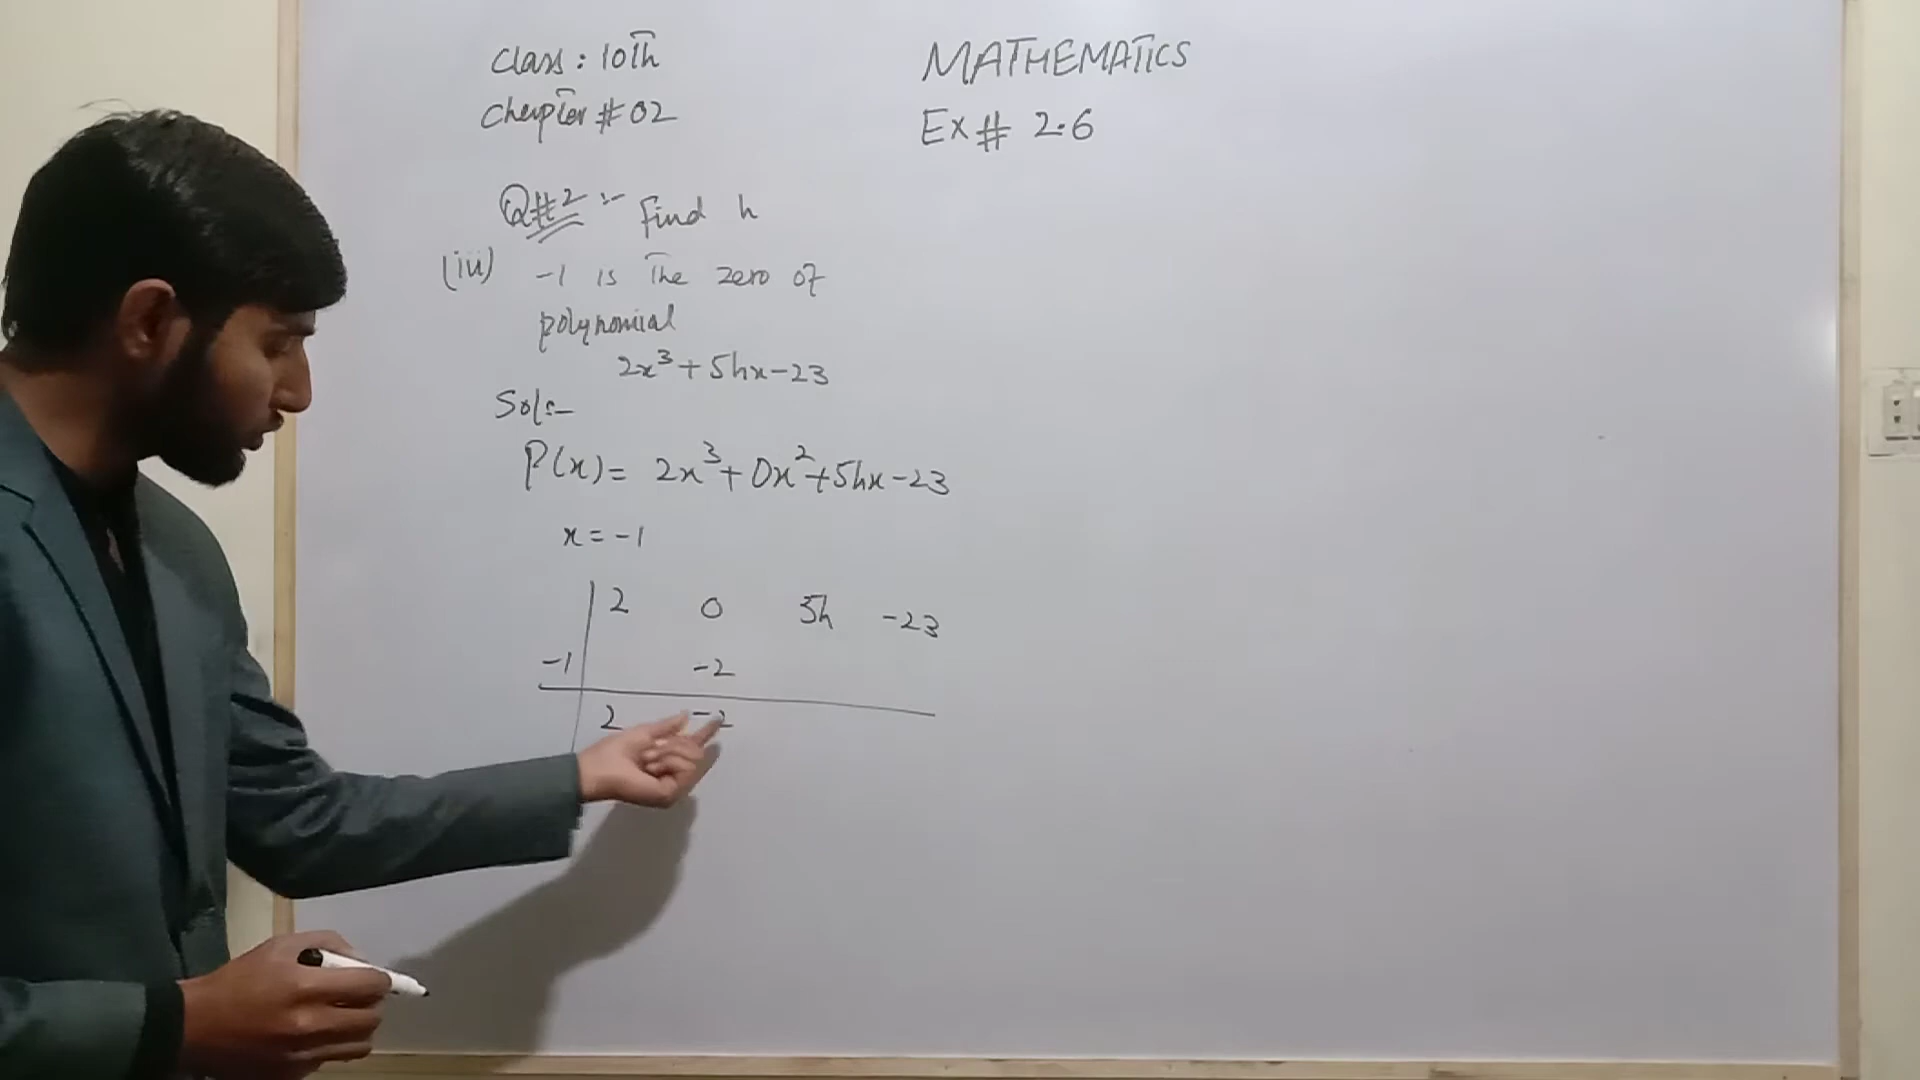 Class: 10th
Chapter # 02
MATHEMATICS
Ex# 2.6
Q#2 :- Find h
(iii) -1 is the zero of
polynomial
2x³+5hx-23
Sol:-
P(x)= 2x³+0x²+5hx-23
x=-1
2 0 5h -23
-1 -2
2 -2